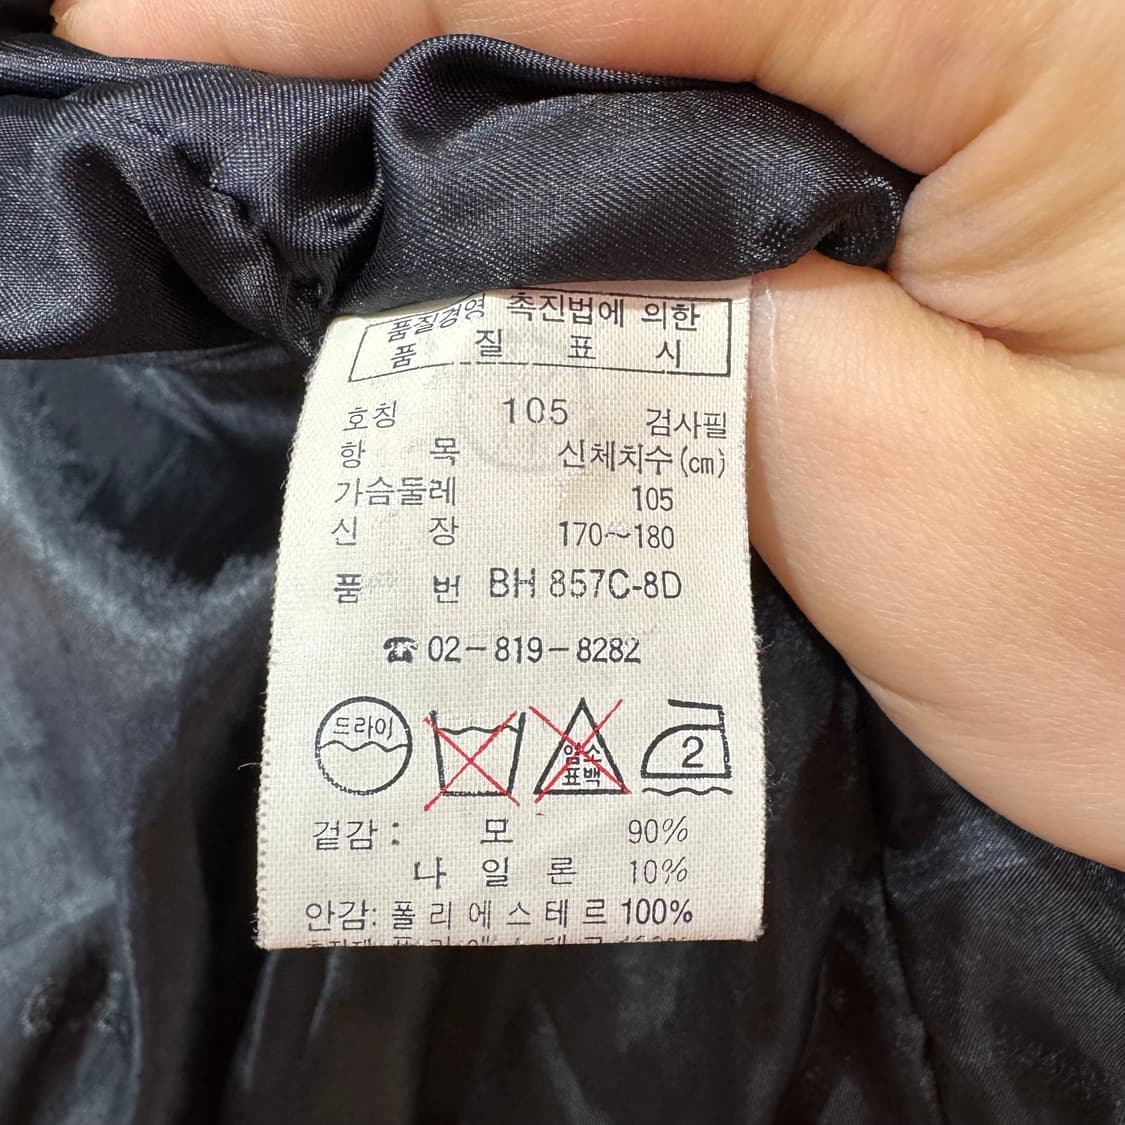 품질경영 촉진법에 의한
품 질 표 시
호칭 105 검사필
항 목 신체치수(cm)
가슴둘레 105
신 장 170~180
품 번 BH 857C-8D
☎ 02-819-8282
드라이
염소
표백
2
겉감 : 모 90%
나 일 론 10%
안감: 폴 리 에 스 테 르 100%